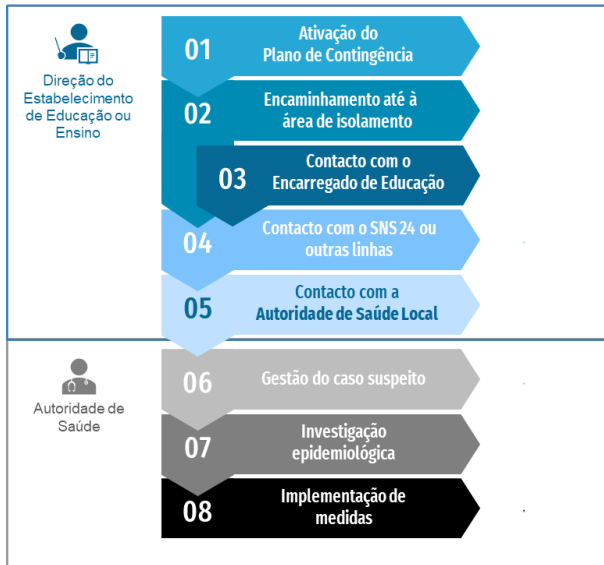 Direção do
Estabelecimento
de Educação ou
Ensino
01
Ativação do
Plano de Contingência
02
Encaminhamento até à
área de isolamento
03
Contacto com o
Encarregado de Educação
04
Contacto com o SNS 24 ou
outras linhas
05
Contacto com a
Autoridade de Saúde Local
Autoridade de
Saúde
06
Gestão do caso suspeito
07
Investigação
epidemiológica
08
Implementação de
medidas